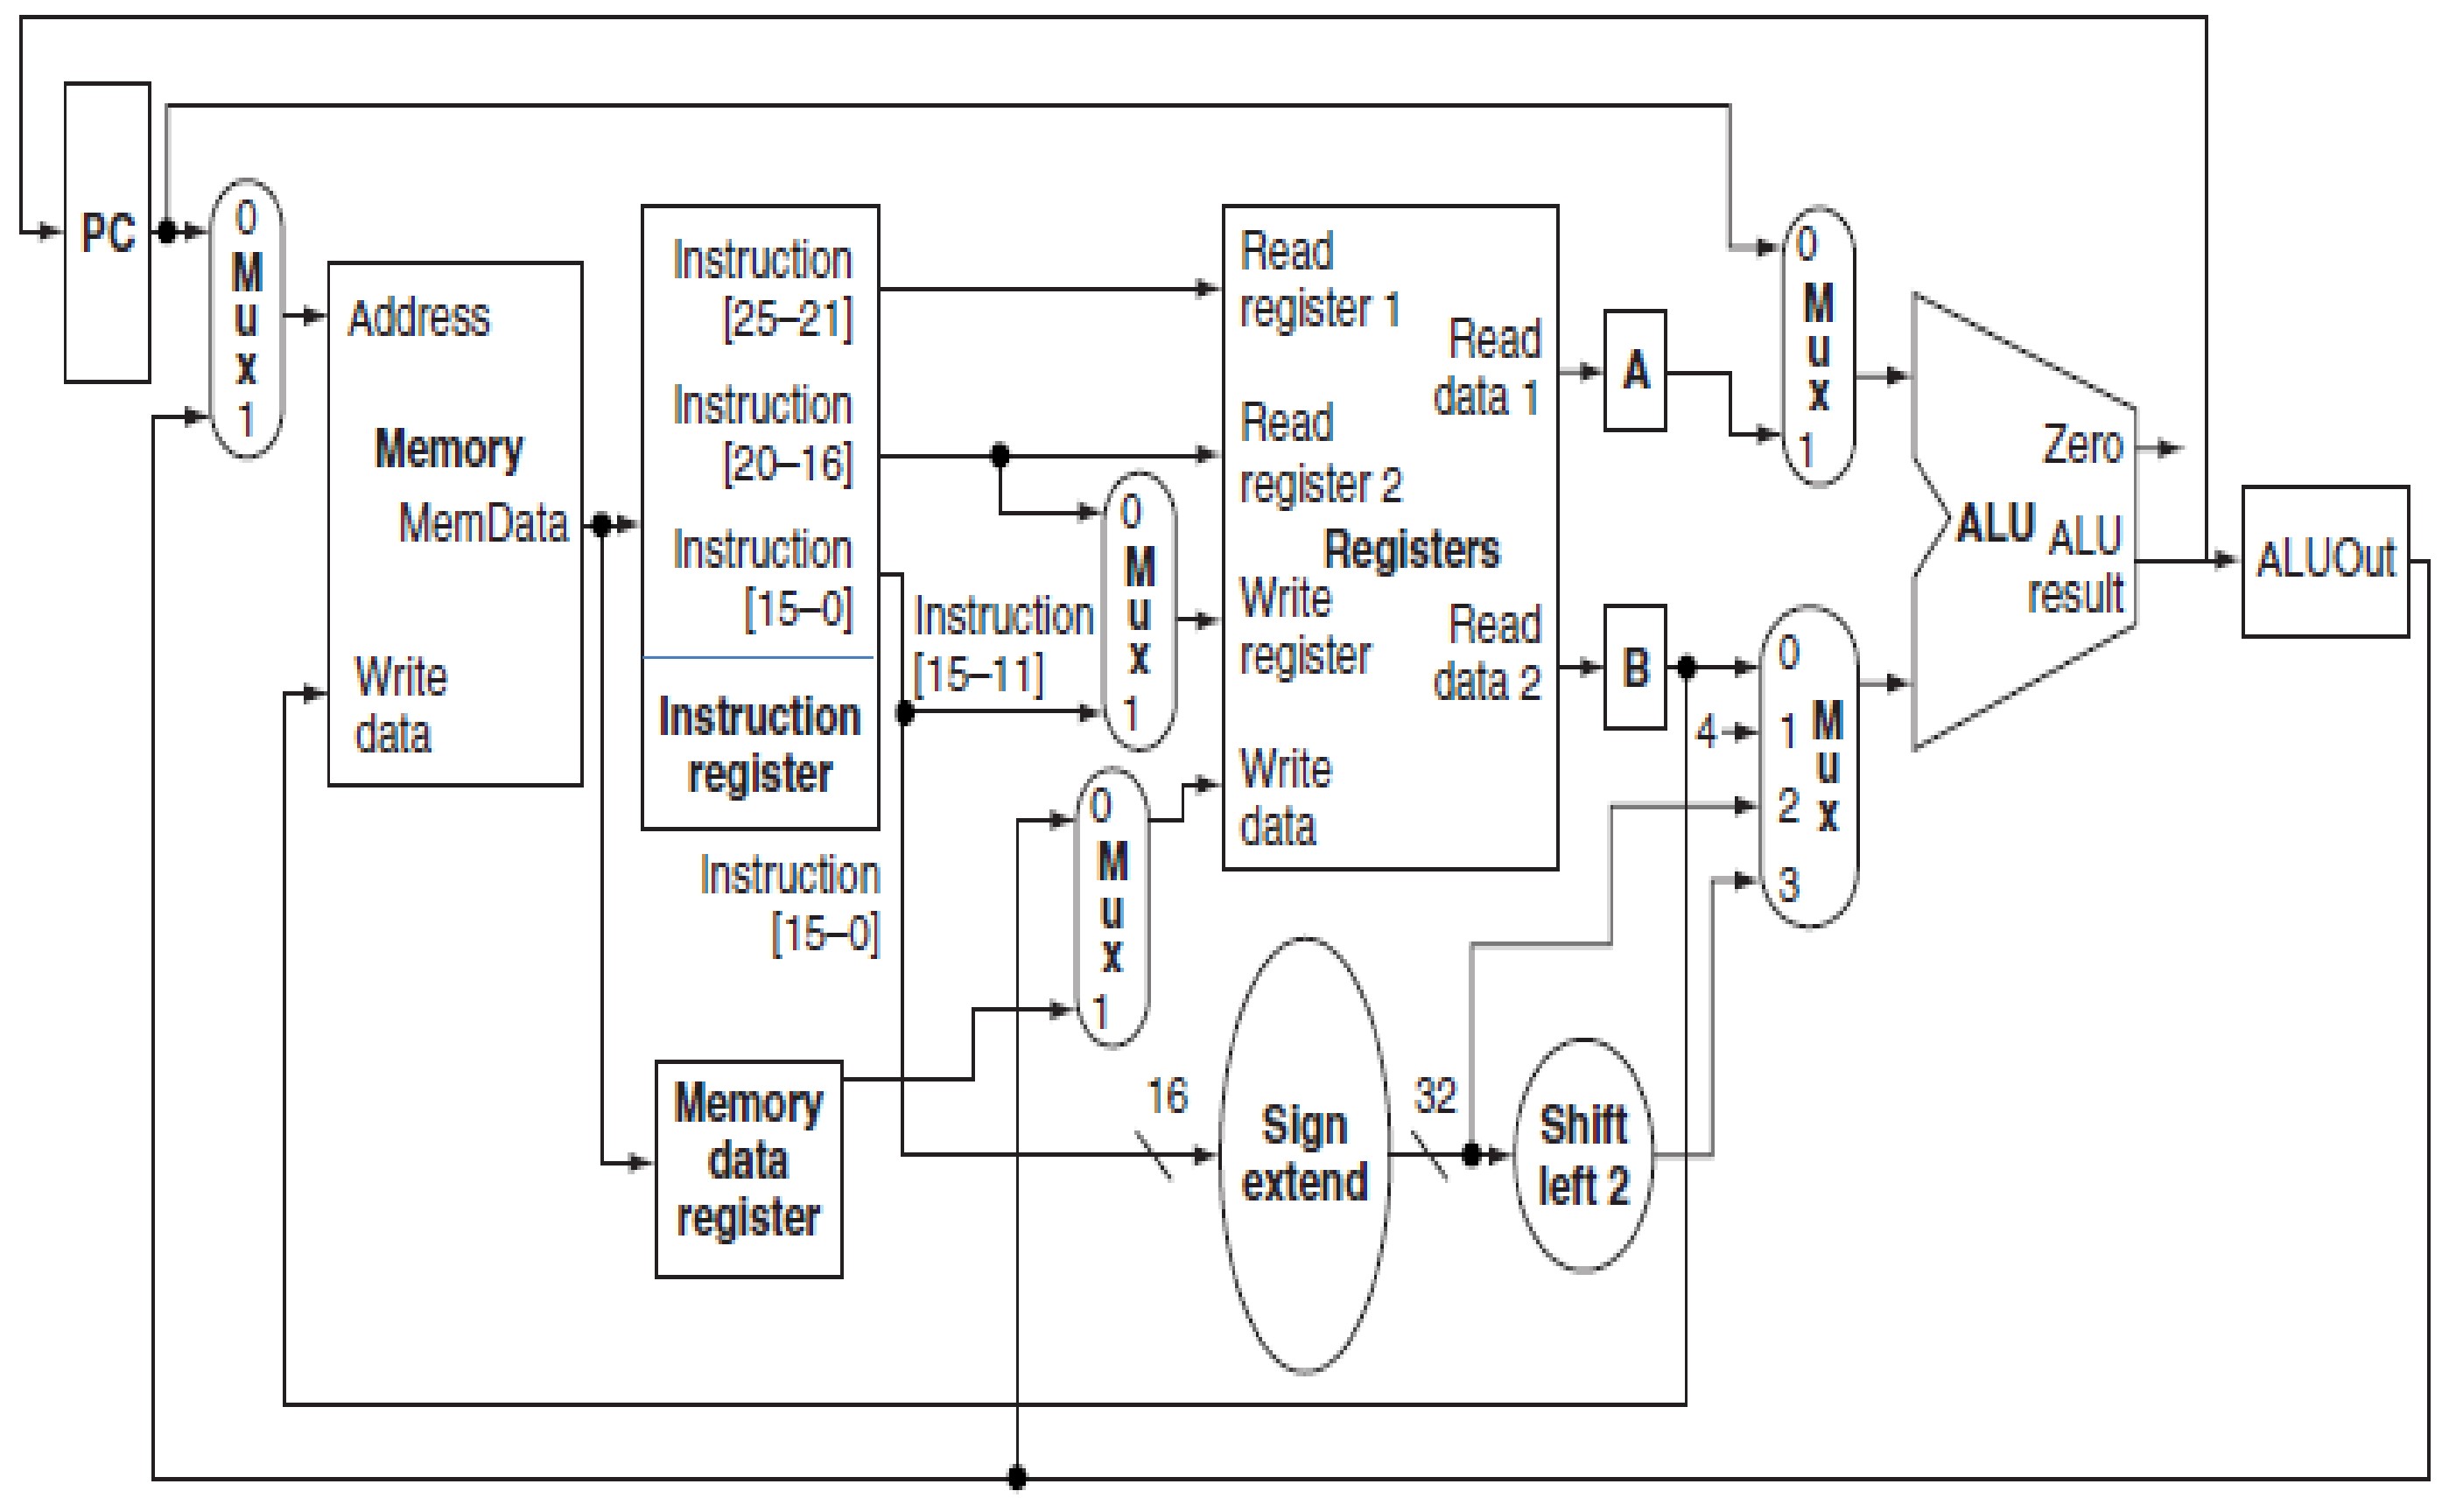 PC
0
M
u
x
1
Address
Memory
MemData
Write
data
Instruction
[25–21]
Instruction
[20–16]
Instruction
[15–0]
Instruction
register
Instruction
[15–0]
Memory
data
register
Instruction
[15–11]
0
M
u
x
1
0
M
u
x
1
Read
register 1
Read
register 2
Registers
Write
register
Write
data
Read
data 1
Read
data 2
16
Sign
extend
32
Shift
left 2
A
B
4
0
M
u
x
1
0
1
M
u
2
x
3
Zero
ALU
ALU
result
ALUOut